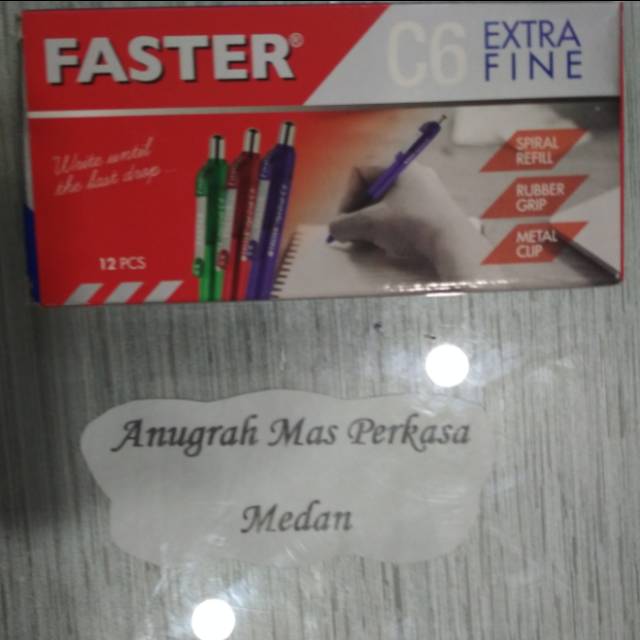 FASTER®
C6 EXTRA
FINE
Write until
the last drop...
SPIRAL
REFILL
RUBBER
GRIP
METAL
CLIP
12 PCS
Anugrah Mas Perkasa
Medan